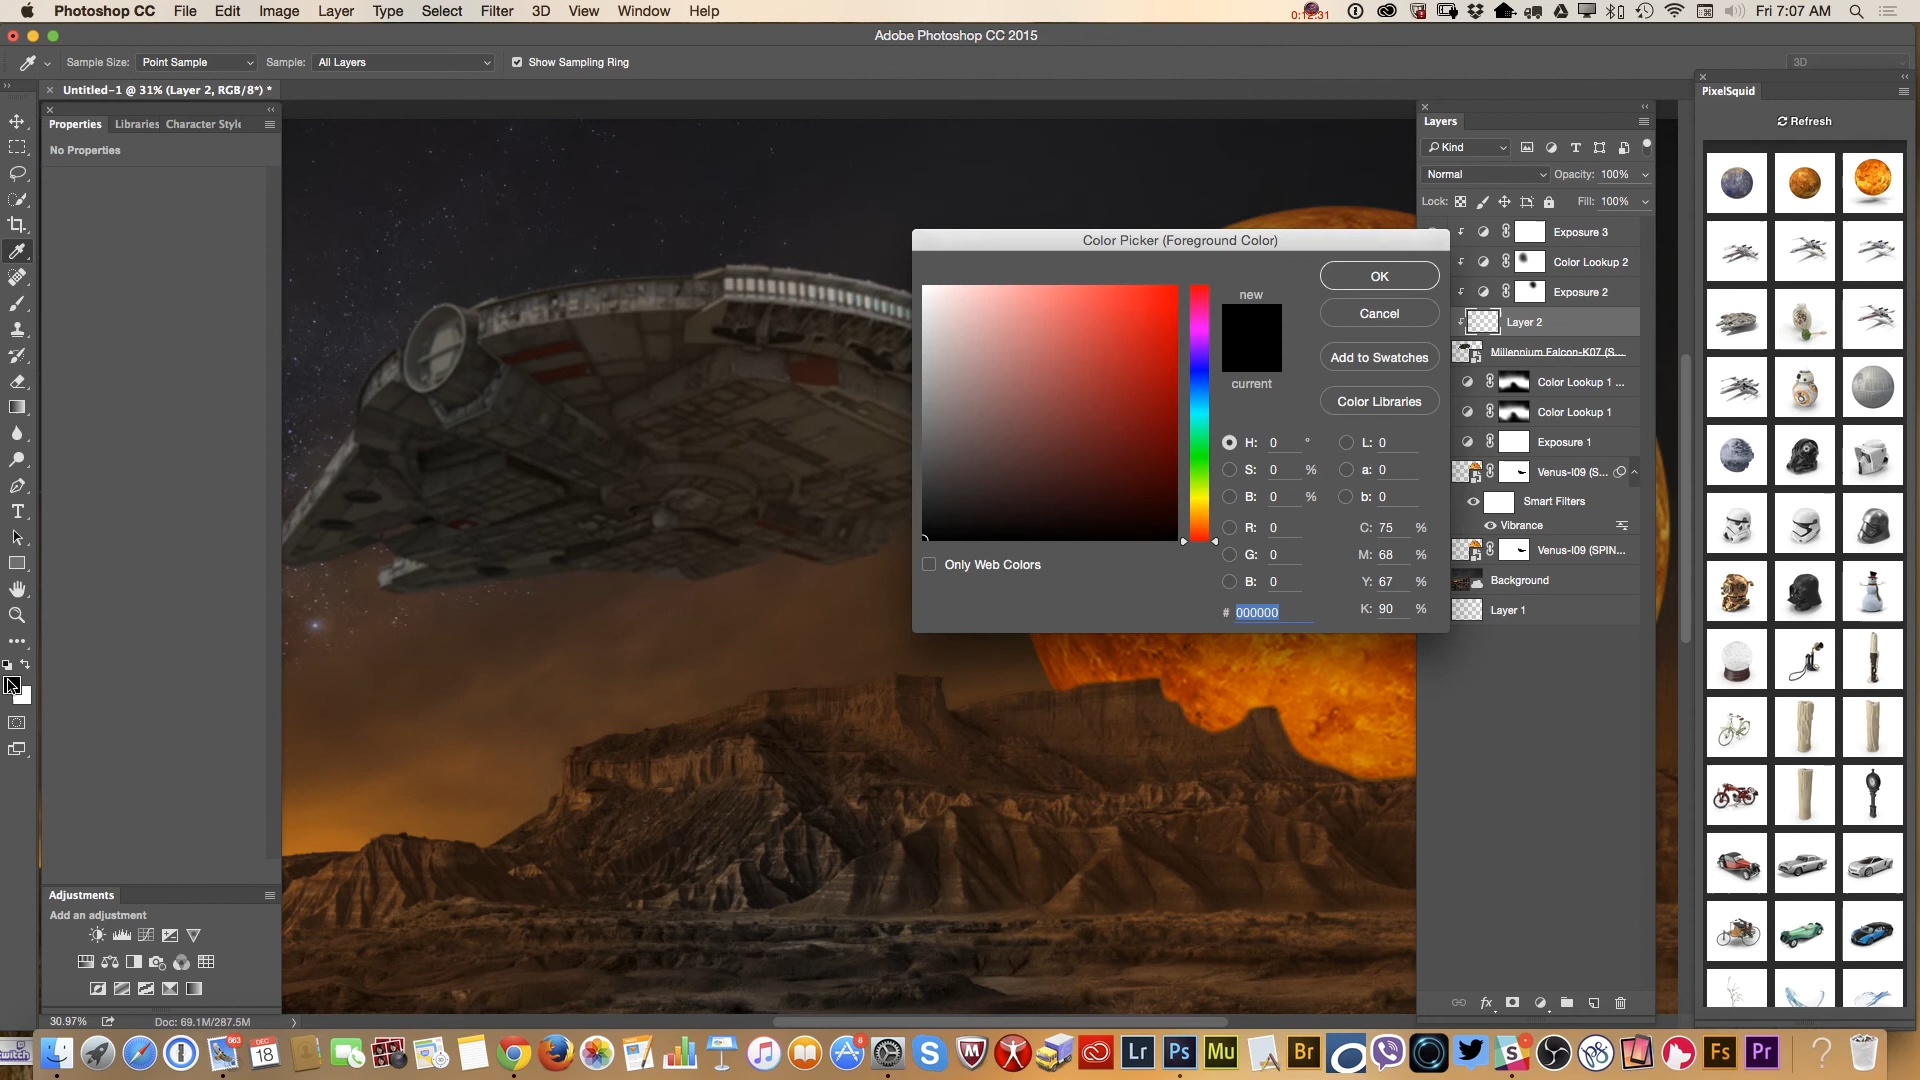 Photoshop CC File Edit Image Layer Type Select Filter 3D View Window Help
0:12:31
Fri 7:07 AM
Adobe Photoshop CC 2015
Sample Size: Point Sample Sample: All Layers Show Sampling Ring
3D
Untitled-1 @ 31% (Layer 2, RGB/8*) *
Properties Libraries Character Style
No Properties
Adjustments
Add an adjustment
30.97% Doc: 69.1M/287.5M
Color Picker (Foreground Color)
new
current
OK
Cancel
Add to Swatches
Color Libraries
H: 0 ° L: 0
S: 0 % a: 0
B: 0 % b: 0
R: 0 C: 75 %
G: 0 M: 68 %
B: 0 Y: 67 %
# 000000 K: 90 %
Only Web Colors
Layers
Kind
Normal Opacity: 100%
Lock: Fill: 100%
Exposure 3
Color Lookup 2
Exposure 2
Layer 2
Millennium Falcon-K07 (S...
Color Lookup 1 ...
Color Lookup 1
Exposure 1
Venus-I09 (S...
Smart Filters
Vibrance
Venus-I09 (SPIN...
Background
Layer 1
fx
PixelSquid
Refresh
twitch
663
DEC
18
8
Lr Ps Mu Br Fs Pr